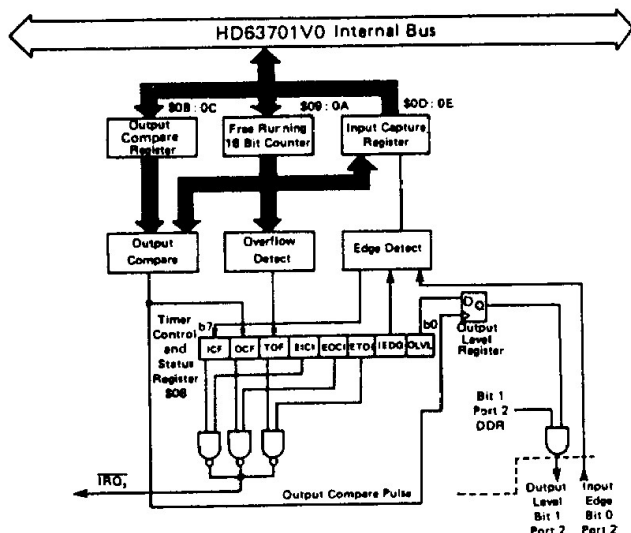 HD63701V0 Internal Bus
$0B : 0C
$09 : 0A
$0D : 0E
Output
Compare
Register
Free Running
16 Bit Counter
Input Capture
Register
Output
Compare
Overflow
Detect
Edge Detect
Timer
Control
and
Status
Register
$08
b7
b0
ICF
OCF
TOF
EICI
EOCI
ETOI
IEDG
OLVL
D
Q
Output
Level
Register
Bit 1
Port 2
DDR
IRQ₂
Output Compare Pulse
Output
Level
Bit 1
Port 2
Input
Edge
Bit 0
Port 2